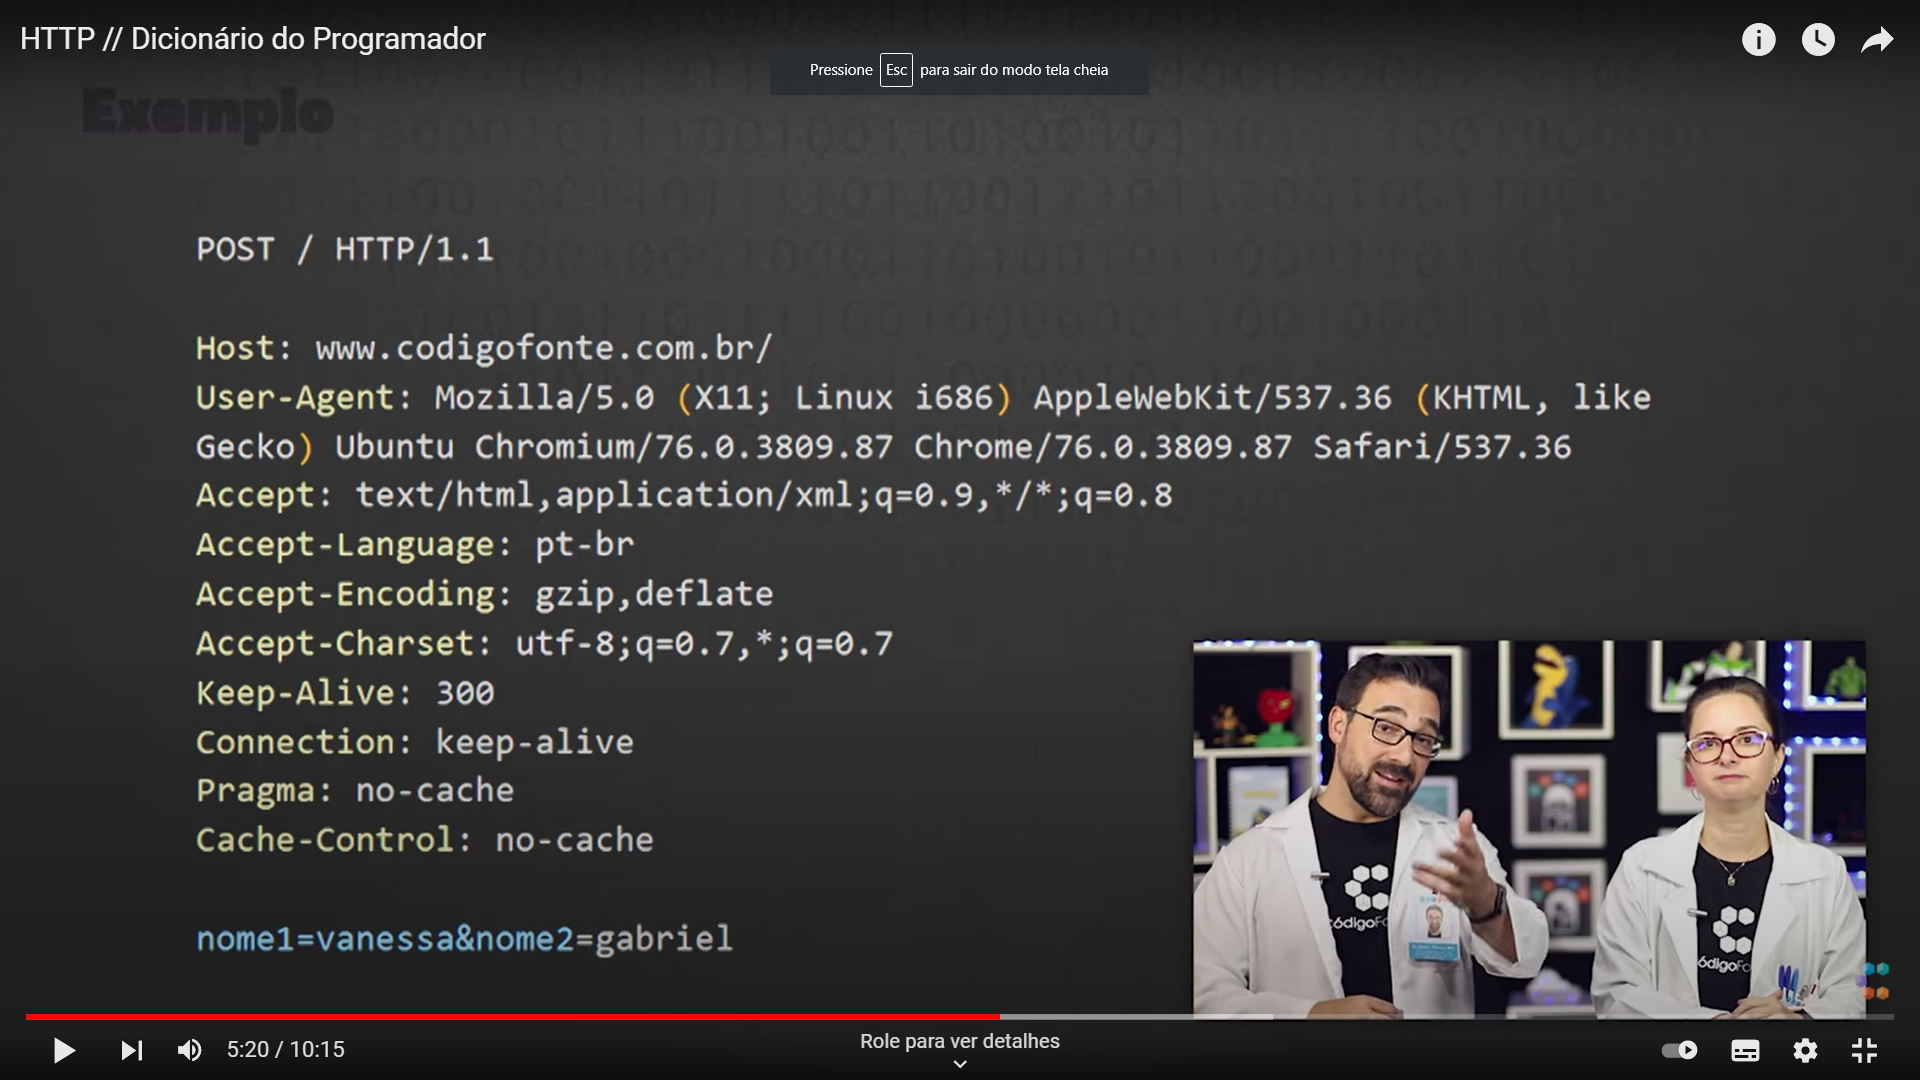 HTTP // Dicionário do Programador
Pressione Esc para sair do modo tela cheia
Exemplo
POST / HTTP/1.1
Host: www.codigofonte.com.br/
User-Agent: Mozilla/5.0 (X11; Linux i686) AppleWebKit/537.36 (KHTML, like
Gecko) Ubuntu Chromium/76.0.3809.87 Chrome/76.0.3809.87 Safari/537.36
Accept: text/html,application/xml;q=0.9,*/*;q=0.8
Accept-Language: pt-br
Accept-Encoding: gzip,deflate
Accept-Charset: utf-8;q=0.7,*;q=0.7
Keep-Alive: 300
Connection: keep-alive
Pragma: no-cache
Cache-Control: no-cache
nome1=vanessa&nome2=gabriel
5:20 / 10:15
Role para ver detalhes